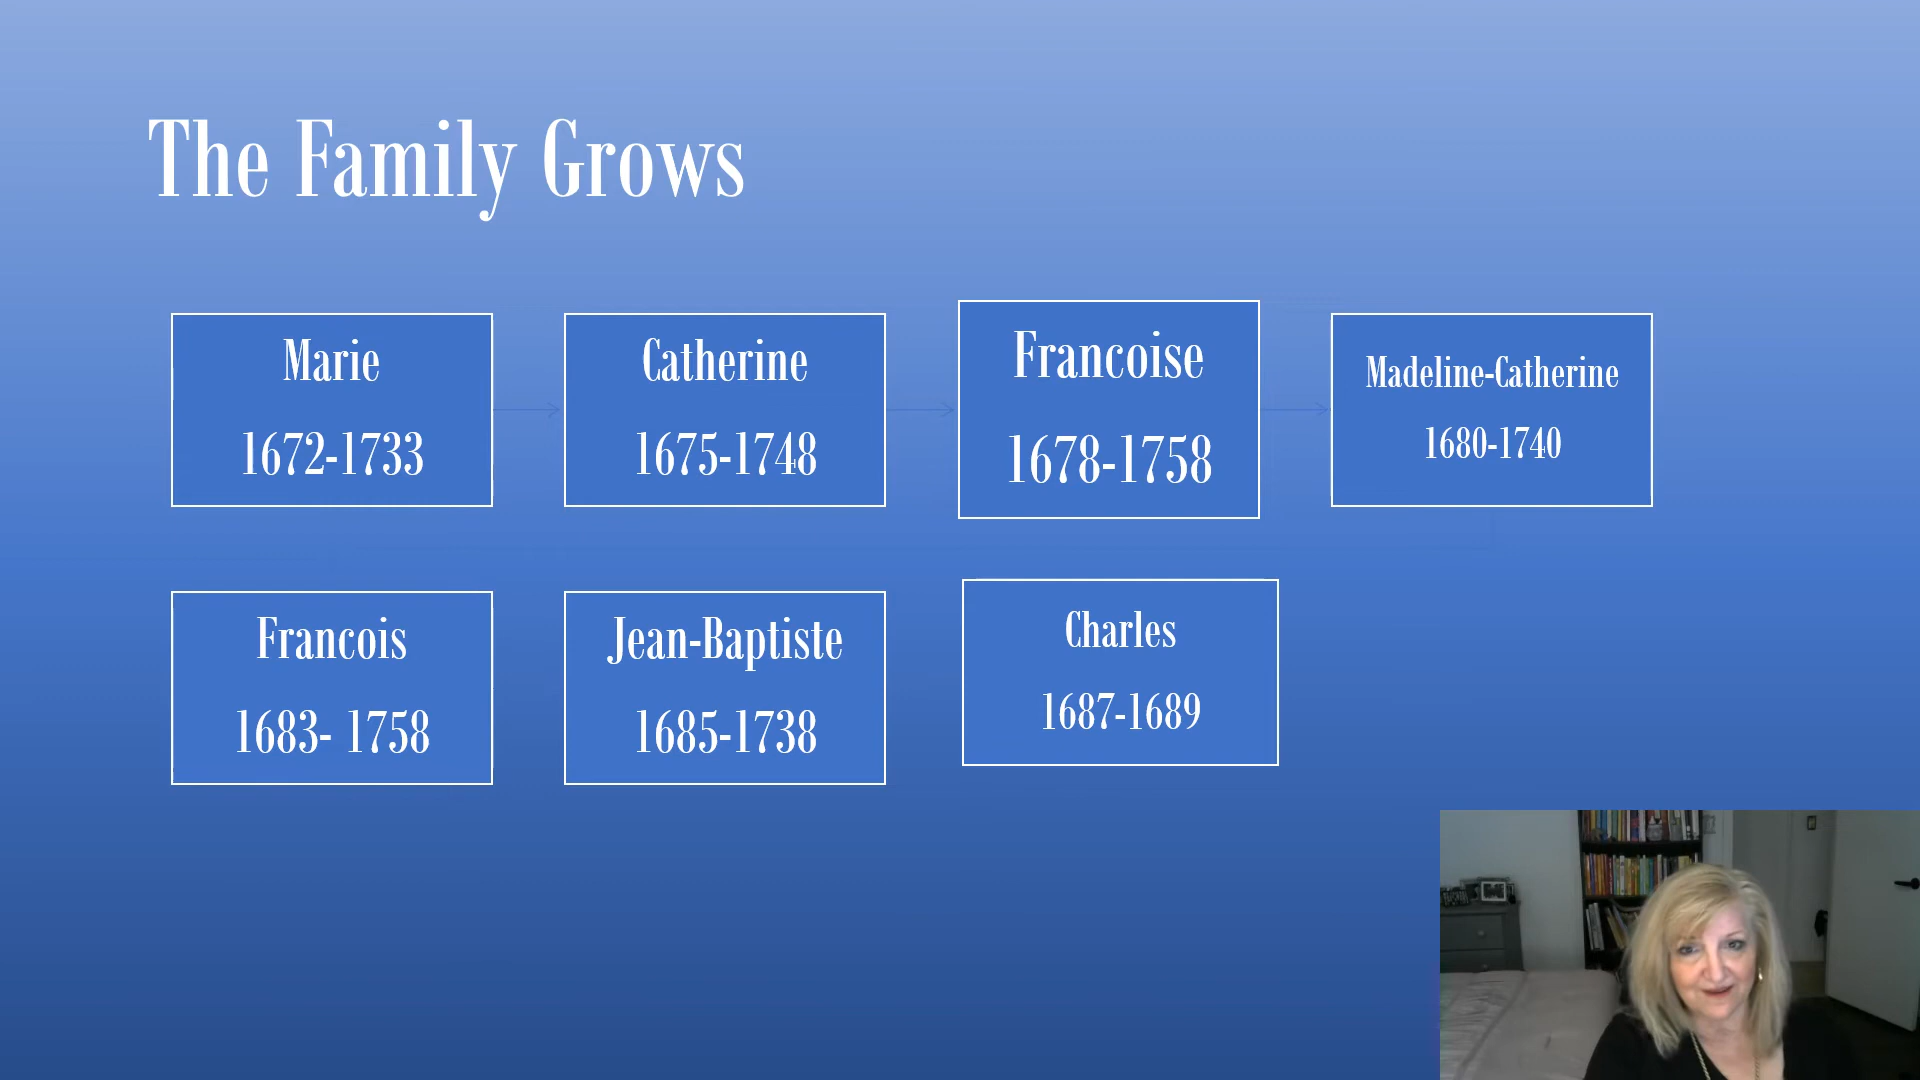 The Family Grows
Marie
1672-1733
Catherine
1675-1748
Francoise
1678-1758
Madeline-Catherine
1680-1740
Francois
1683- 1758
Jean-Baptiste
1685-1738
Charles
1687-1689